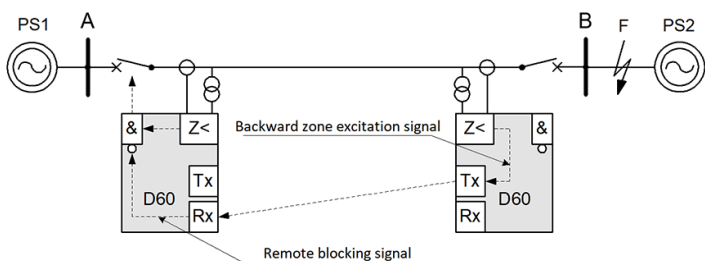 PS1
A
B
F
PS2
&
Z<
Backward zone excitation signal
Z<
&
D60
Tx
Rx
Tx
D60
Rx
Remote blocking signal